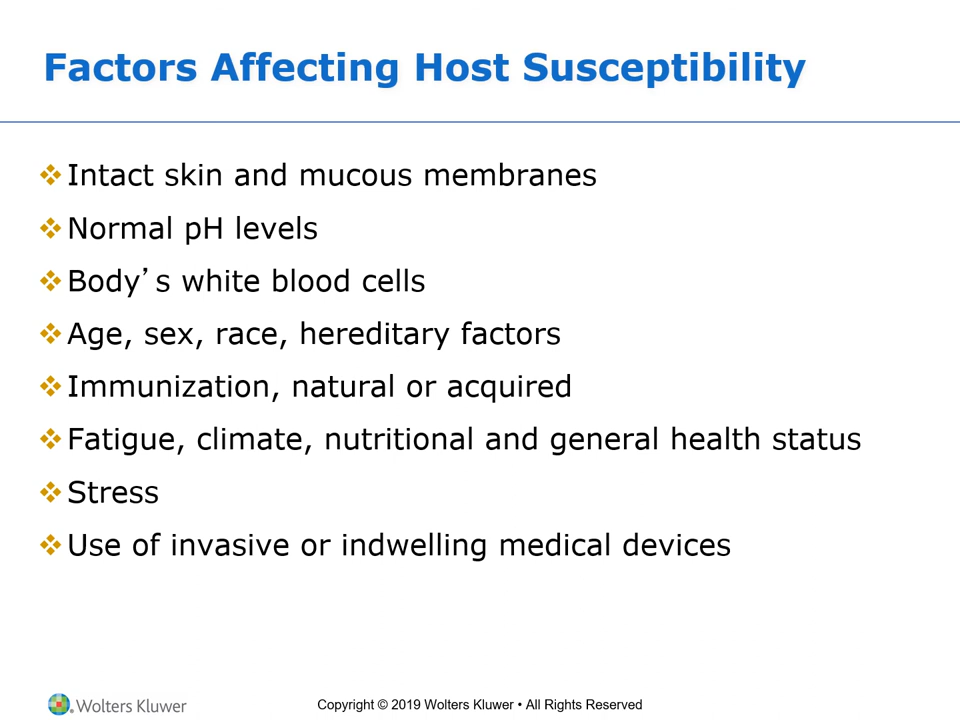 Factors Affecting Host Susceptibility
❖Intact skin and mucous membranes
❖Normal pH levels
❖Body’s white blood cells
❖Age, sex, race, hereditary factors
❖Immunization, natural or acquired
❖Fatigue, climate, nutritional and general health status
❖Stress
❖Use of invasive or indwelling medical devices
Wolters Kluwer
Copyright © 2019 Wolters Kluwer • All Rights Reserved